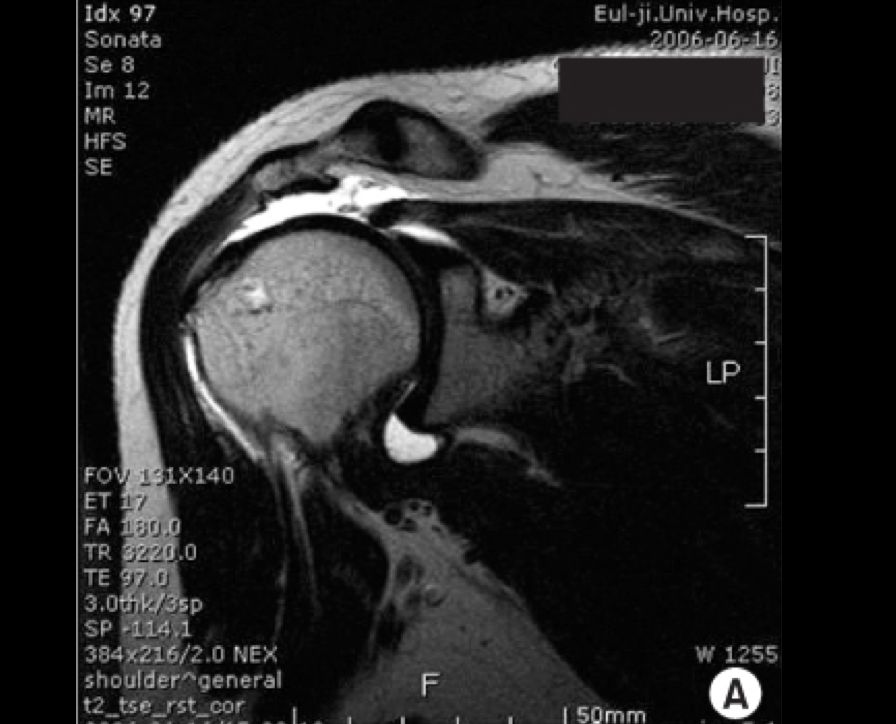 Idx 97
Sonata
Se 8
Im 12
MR
HFS
SE
Eul-ji.Univ.Hosp.
2006-06-16
LP
FOV 131X140
ET 17
FA 180.0
TR 3220.0
TE 97.0
3.0thk/3sp
SP -114.1
384x216/2.0 NEX
shoulder^general
t2_tse_rst_cor
F
50mm
W 1255
A